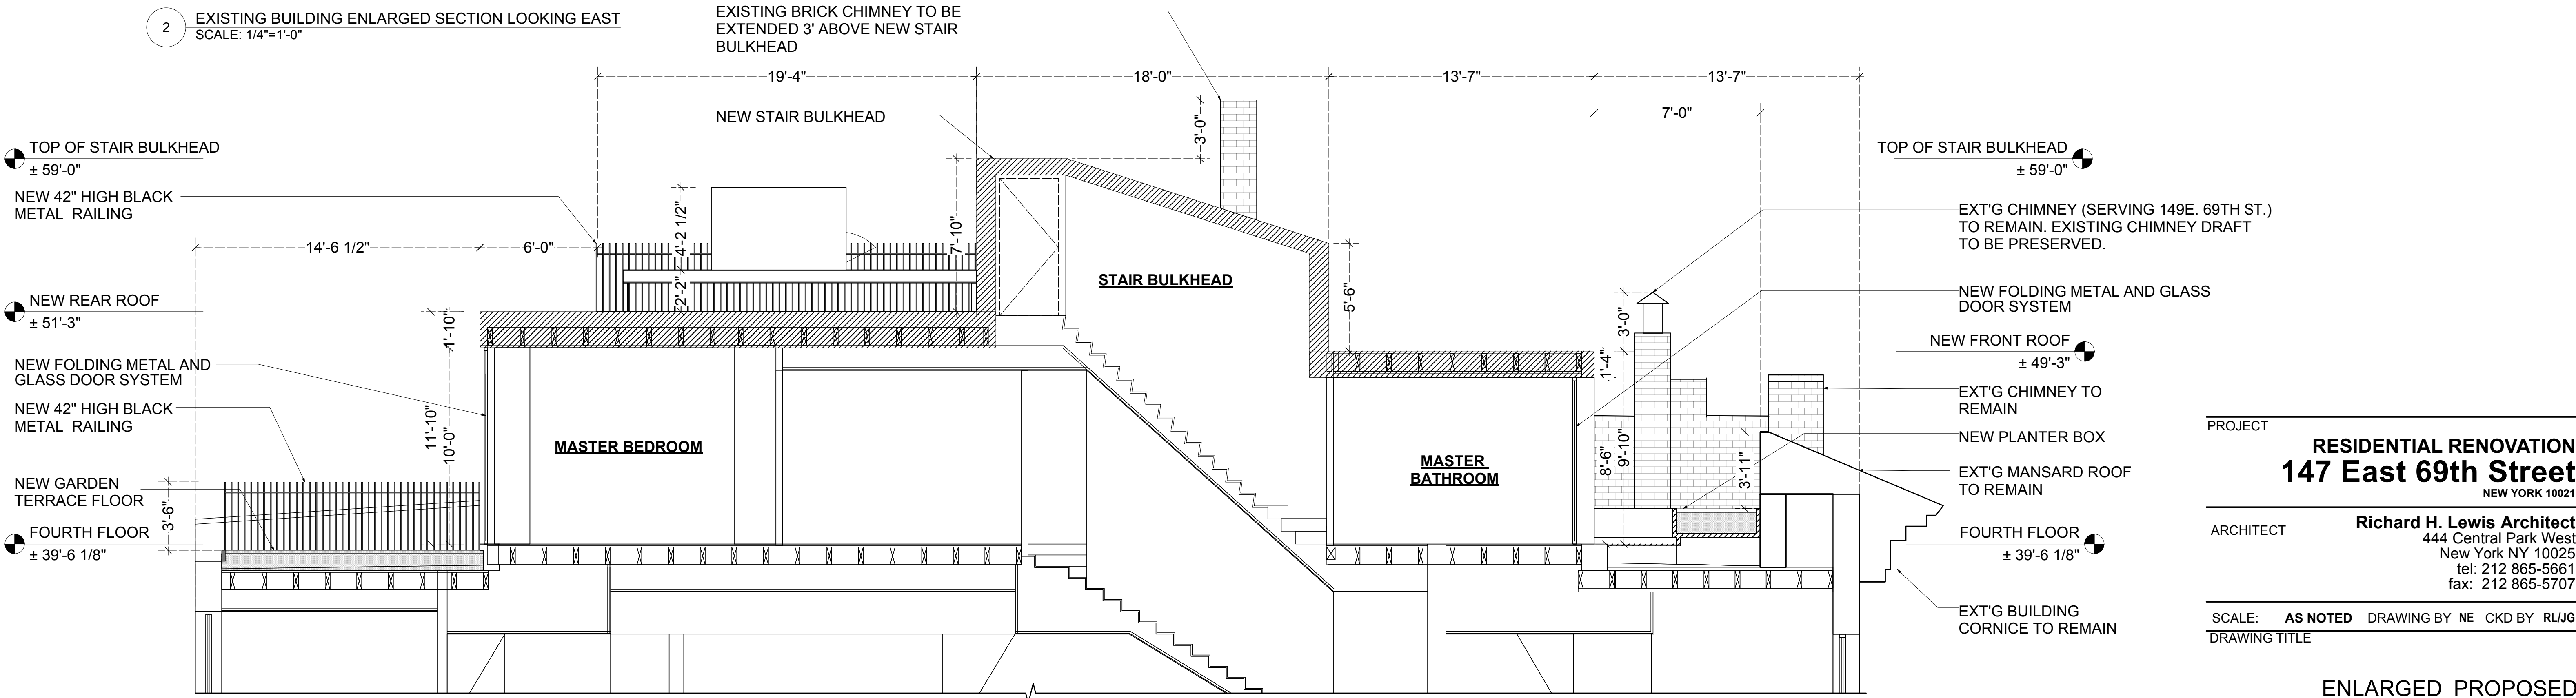 2
EXISTING BUILDING ENLARGED SECTION LOOKING EAST
SCALE: 1/4"=1'-0"
EXISTING BRICK CHIMNEY TO BE
EXTENDED 3' ABOVE NEW STAIR
BULKHEAD
19'-4"
18'-0"
13'-7"
13'-7"
7'-0"
NEW STAIR BULKHEAD
3'-0"
TOP OF STAIR BULKHEAD
± 59'-0"
NEW 42" HIGH BLACK
METAL RAILING
14'-6 1/2"
6'-0"
4'-2 1/2"
2'-2"
7'-10"
STAIR BULKHEAD
5'-6"
NEW REAR ROOF
± 51'-3"
1'-10"
NEW FOLDING METAL AND
GLASS DOOR SYSTEM
NEW 42" HIGH BLACK
METAL RAILING
11'-10"
10'-0"
MASTER BEDROOM
MASTER
BATHROOM
NEW GARDEN
TERRACE FLOOR
3'-6"
FOURTH FLOOR
± 39'-6 1/8"
3'-0"
1'-4"
8'-6"
9'-10"
3'-11"
TOP OF STAIR BULKHEAD
± 59'-0"
EXT'G CHIMNEY (SERVING 149E. 69TH ST.)
TO REMAIN. EXISTING CHIMNEY DRAFT
TO BE PRESERVED.
NEW FOLDING METAL AND GLASS
DOOR SYSTEM
NEW FRONT ROOF
± 49'-3"
EXT'G CHIMNEY TO
REMAIN
NEW PLANTER BOX
EXT'G MANSARD ROOF
TO REMAIN
FOURTH FLOOR
± 39'-6 1/8"
EXT'G BUILDING
CORNICE TO REMAIN
PROJECT
RESIDENTIAL RENOVATION
147 East 69th Street
NEW YORK 10021
ARCHITECT
Richard H. Lewis Architect
444 Central Park West
New York NY 10025
tel: 212 865-5661
fax: 212 865-5707
SCALE: AS NOTED DRAWING BY NE CKD BY RL/JG
DRAWING TITLE
ENLARGED PROPOSED